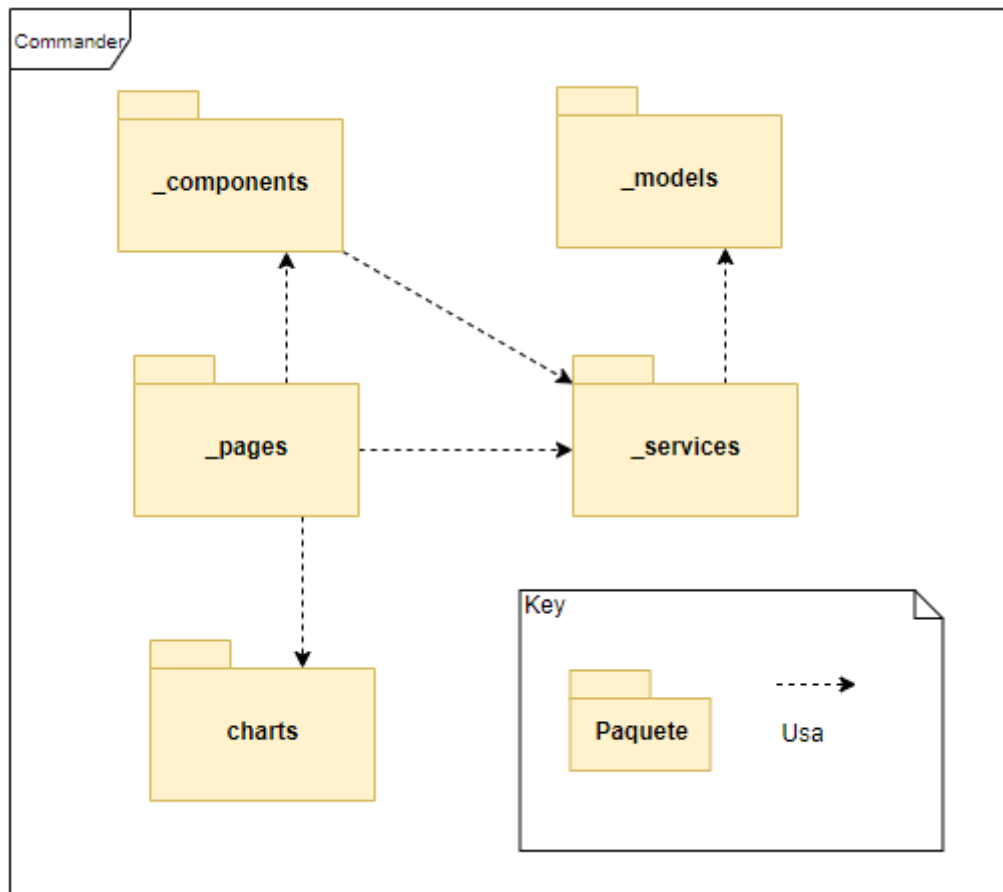 Commander
_components
_models
_pages
_services
charts
Key
Paquete
Usa